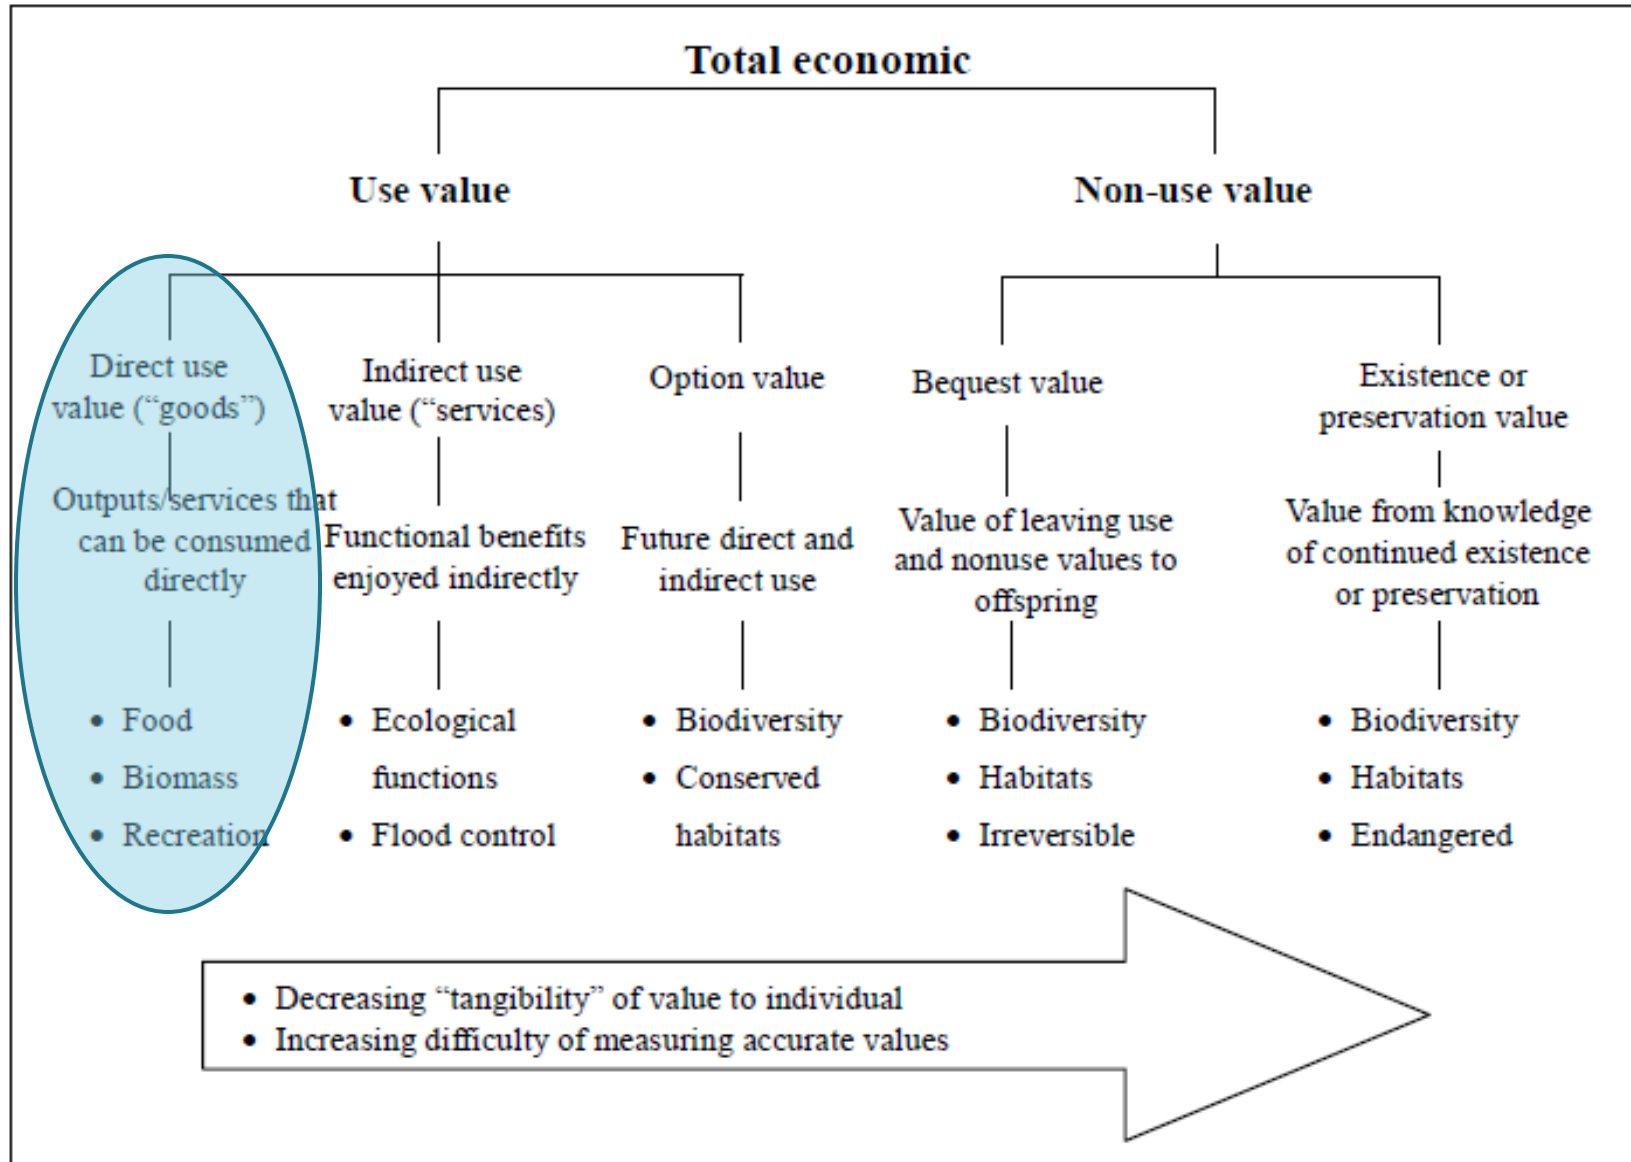 Total economic
Use value
Non-use value
Direct use
value (“goods”)
Indirect use
value (“services)
Option value
Bequest value
Existence or
preservation value
Outputs/services that
can be consumed
directly
Functional benefits
enjoyed indirectly
Future direct and
indirect use
Value of leaving use
and nonuse values to
offspring
Value from knowledge
of continued existence
or preservation
• Food
• Biomass
• Recreation
• Ecological
functions
• Flood control
• Biodiversity
• Conserved
habitats
• Biodiversity
• Habitats
• Irreversible
• Biodiversity
• Habitats
• Endangered
• Decreasing “tangibility” of value to individual
• Increasing difficulty of measuring accurate values